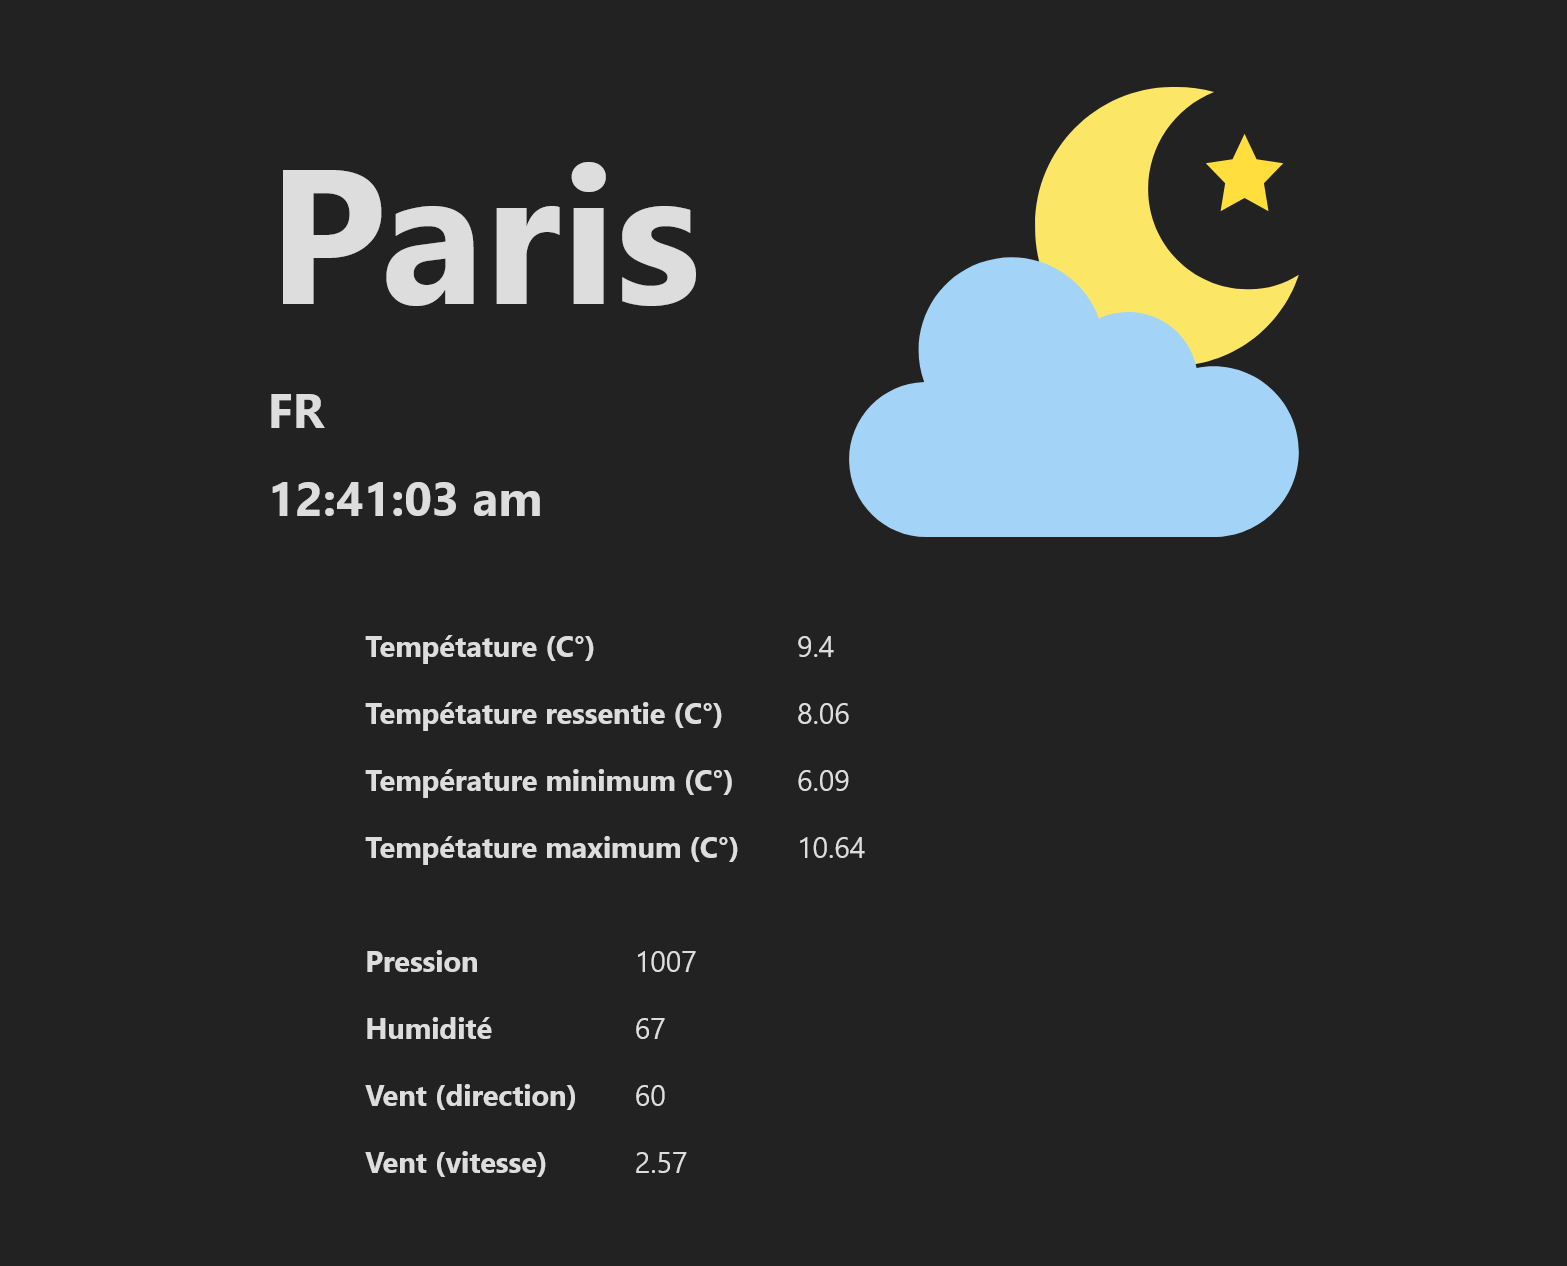 Paris
FR
12:41:03 am
Tempétature (C°) 9.4
Tempétature ressentie (C°) 8.06
Température minimum (C°) 6.09
Tempétature maximum (C°) 10.64
Pression 1007
Humidité 67
Vent (direction) 60
Vent (vitesse) 2.57